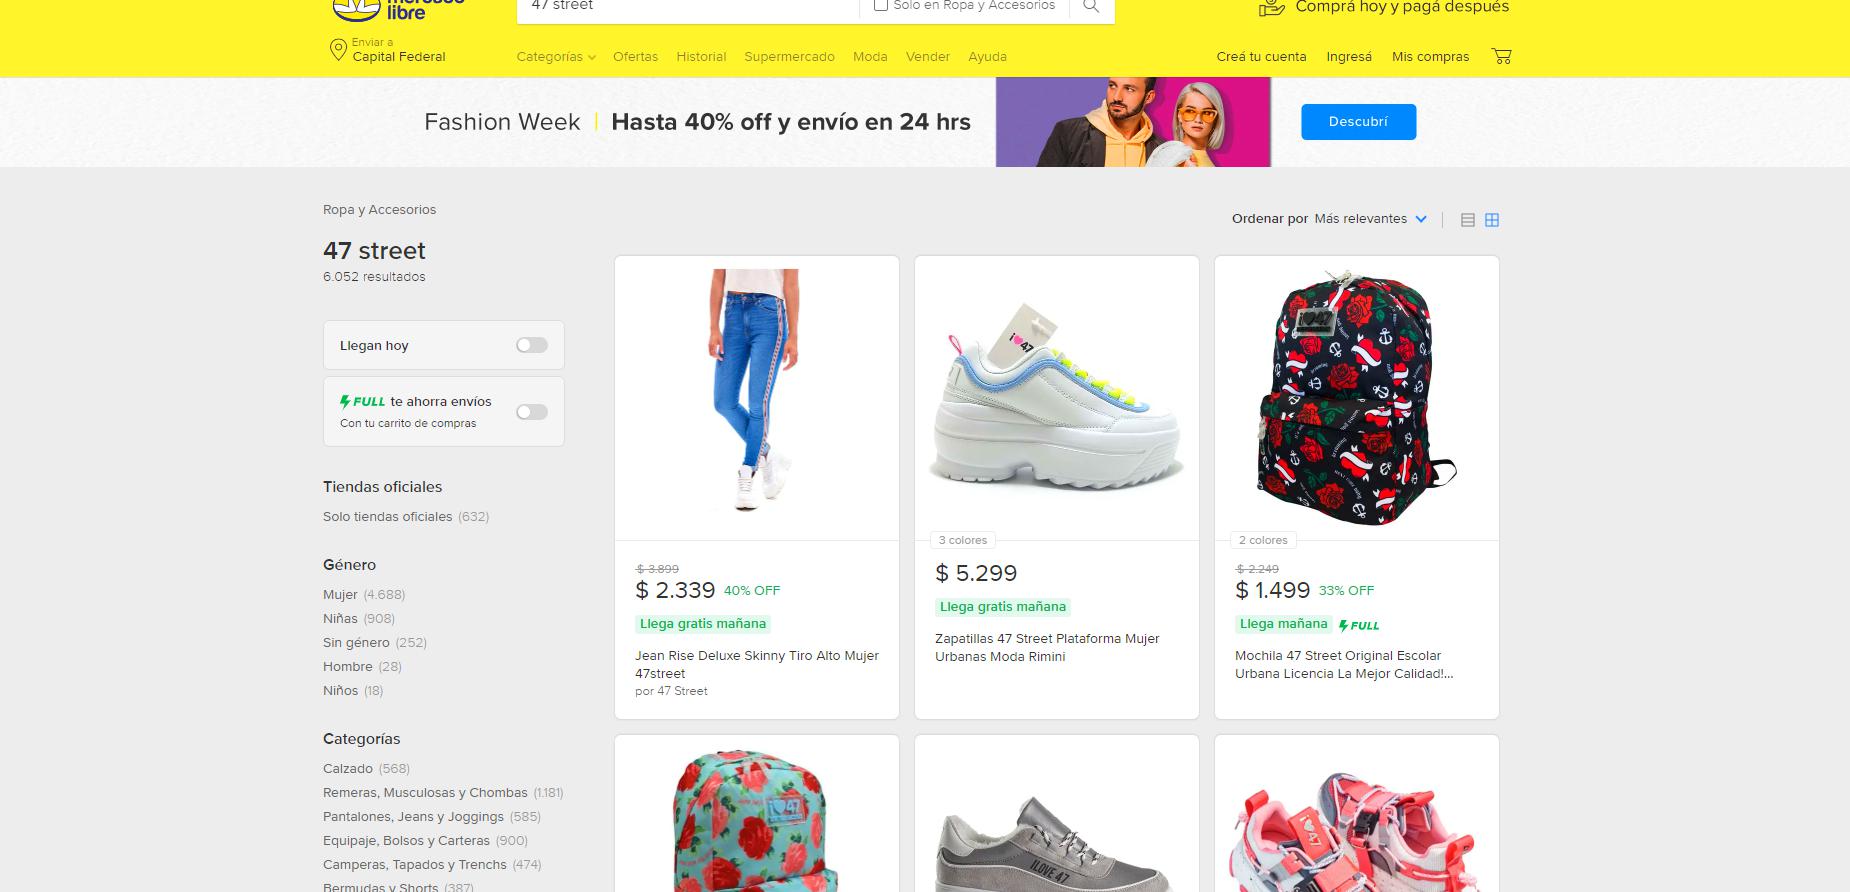 libre
47 street
Solo en Ropa y Accesorios
Comprá hoy y pagá después
Enviar a
Capital Federal
Categorías
Ofertas
Historial
Supermercado
Moda
Vender
Ayuda
Creá tu cuenta
Ingresá
Mis compras
Fashion Week
Hasta 40% off y envío en 24 hrs
Descubrí
Ropa y Accesorios
47 street
6.052 resultados
Ordenar por Más relevantes
Llegan hoy
FULL te ahorra envíos
Con tu carrito de compras
Tiendas oficiales
Solo tiendas oficiales (632)
Género
Mujer (4.688)
Niñas (908)
Sin género (252)
Hombre (28)
Niños (18)
Categorías
Calzado (568)
Remeras, Musculosas y Chombas (1.181)
Pantalones, Jeans y Joggings (585)
Equipaje, Bolsos y Carteras (900)
Camperas, Tapados y Trenchs (474)
Bermudas y Shorts (387)
$ 3.899
$ 2.339 40% OFF
Llega gratis mañana
Jean Rise Deluxe Skinny Tiro Alto Mujer
47street
por 47 Street
i 47
3 colores
$ 5.299
Llega gratis mañana
Zapatillas 47 Street Plataforma Mujer
Urbanas Moda Rimini
i 47
2 colores
$ 2.249
$ 1.499 33% OFF
Llega mañana FULL
Mochila 47 Street Original Escolar
Urbana Licencia La Mejor Calidad!...
i 47
ILOVE 47
i 47